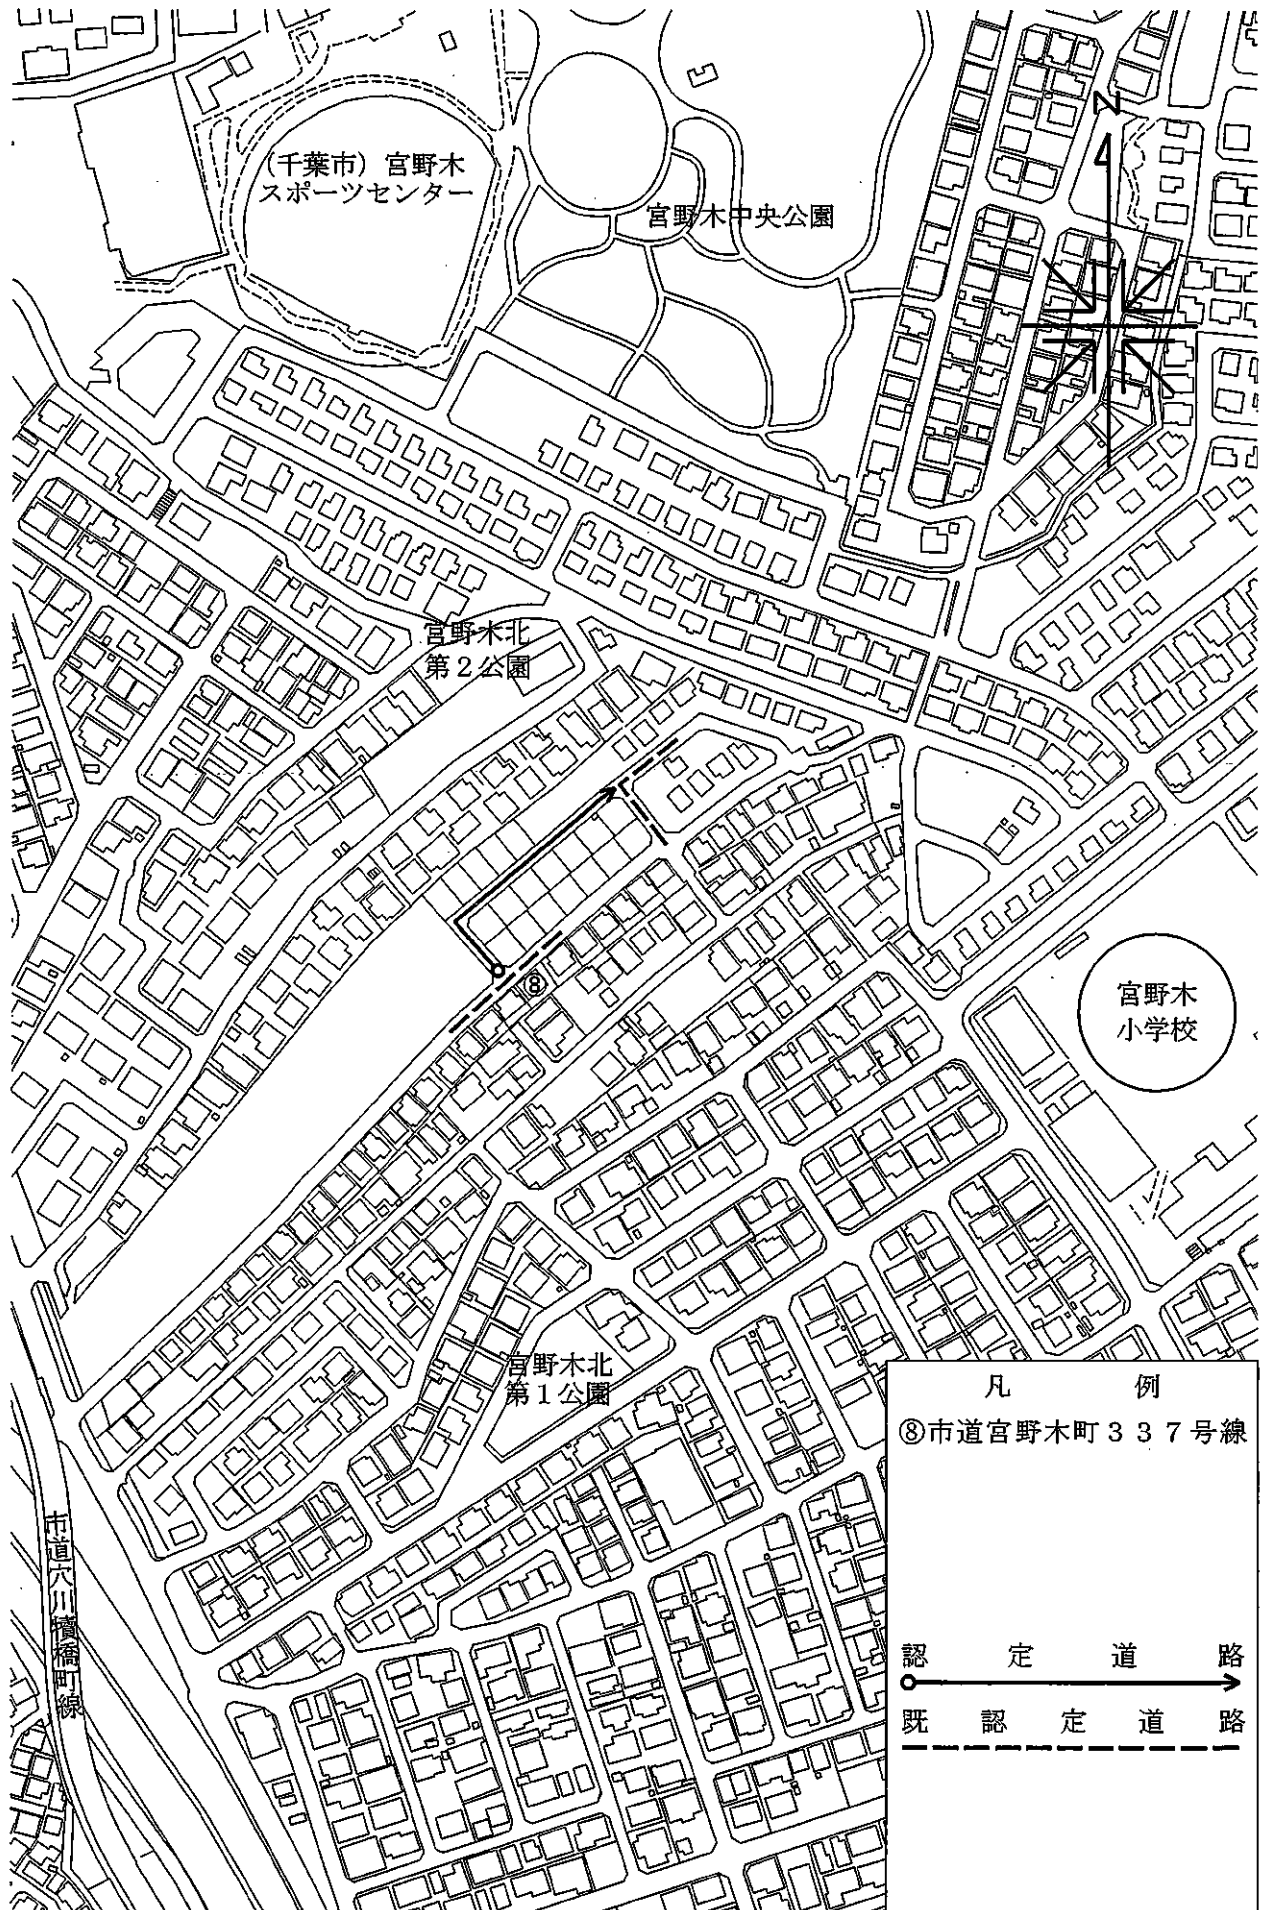 N
(千葉市)宮野木
スポーツセンター
宮野木中央公園
宮野木北
第2公園
⑧
宮野木
小学校
宮野木北
第1公園
市道穴川犢橋町線
凡 例
⑧市道宮野木町337号線
認 定 道 路
既 認 定 道 路